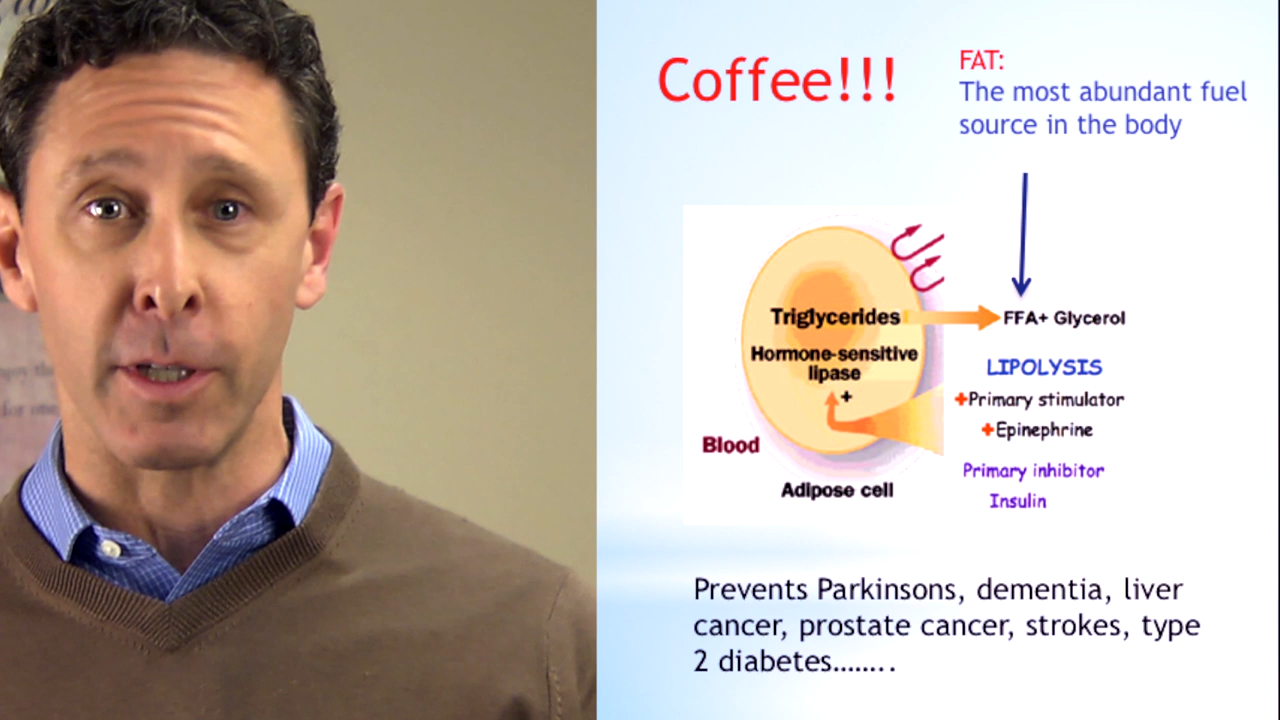 Coffee!!!
FAT:
The most abundant fuel
source in the body
Triglycerides
FFA+ Glycerol
Hormone-sensitive
lipase
+
LIPOLYSIS
+Primary stimulator
+Epinephrine
Blood
Primary inhibitor
Insulin
Adipose cell
Prevents Parkinsons, dementia, liver
cancer, prostate cancer, strokes, type
2 diabetes........